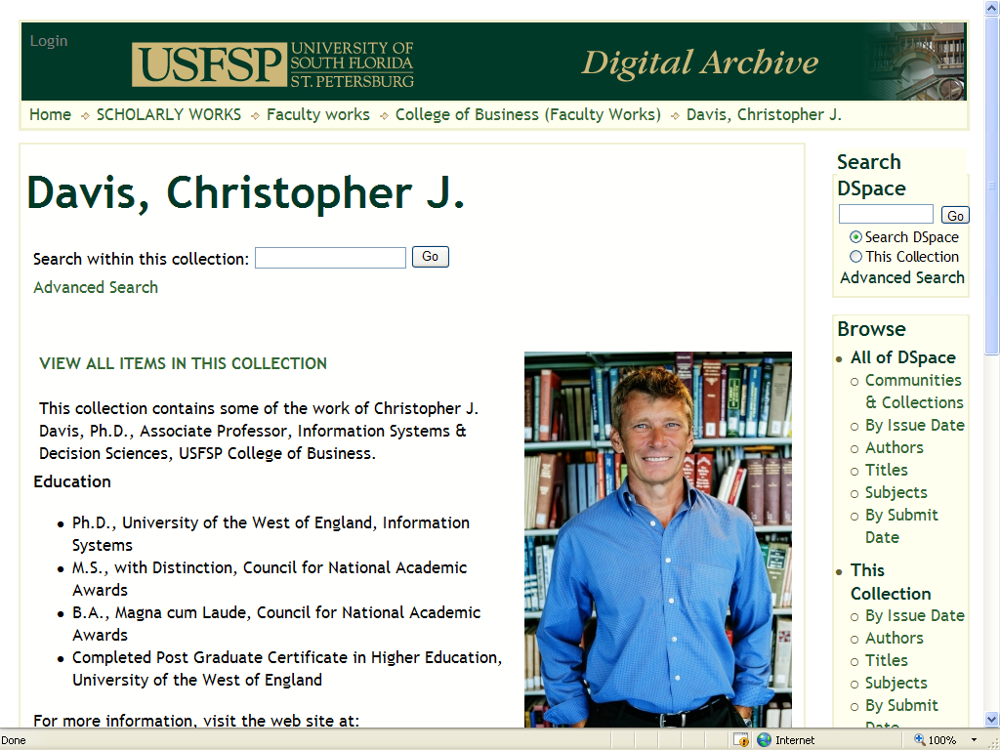 Login
USFSP UNIVERSITY OF
SOUTH FLORIDA
ST. PETERSBURG
Digital Archive
Home SCHOLARLY WORKS Faculty works College of Business (Faculty Works) Davis, Christopher J.
Davis, Christopher J.
Search within this collection: Go
Advanced Search
VIEW ALL ITEMS IN THIS COLLECTION
This collection contains some of the work of Christopher J.
Davis, Ph.D., Associate Professor, Information Systems &
Decision Sciences, USFSP College of Business.
Education
Ph.D., University of the West of England, Information
Systems
M.S., with Distinction, Council for National Academic
Awards
B.A., Magna cum Laude, Council for National Academic
Awards
Completed Post Graduate Certificate in Higher Education,
University of the West of England
For more information, visit the web site at:
Search
DSpace
Go
Search DSpace
This Collection
Advanced Search
Browse
All of DSpace
Communities
& Collections
By Issue Date
Authors
Titles
Subjects
By Submit
Date
This
Collection
By Issue Date
Authors
Titles
Subjects
By Submit
Date
Done
Internet
100%